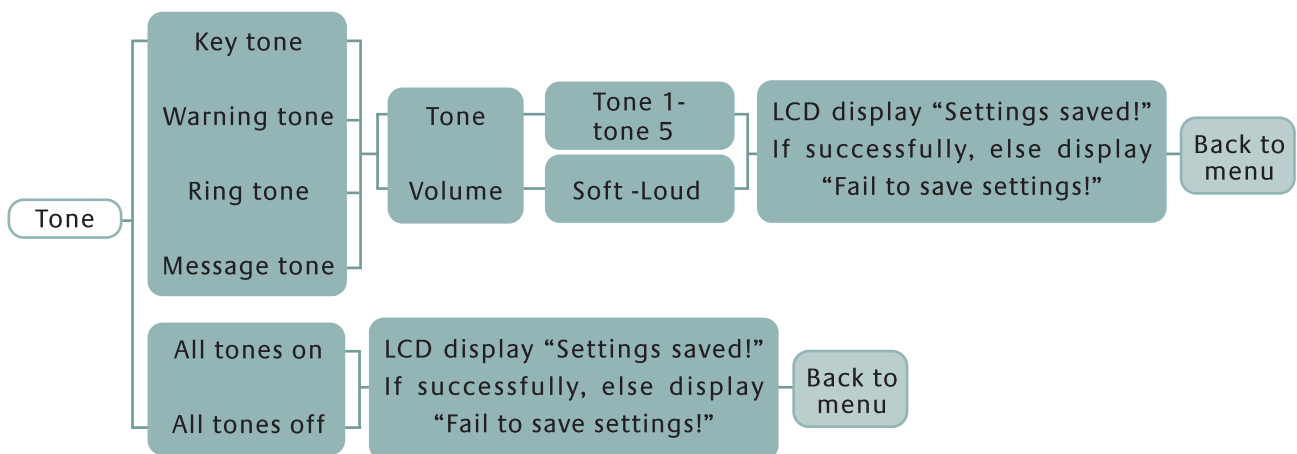 Tone
Key tone
Warning tone
Ring tone
Message tone
Tone
Volume
Tone 1-
tone 5
Soft -Loud
LCD display “Settings saved!”
If successfully, else display
“Fail to save settings!”
Back to
menu
All tones on
All tones off
LCD display “Settings saved!”
If successfully, else display
“Fail to save settings!”
Back to
menu